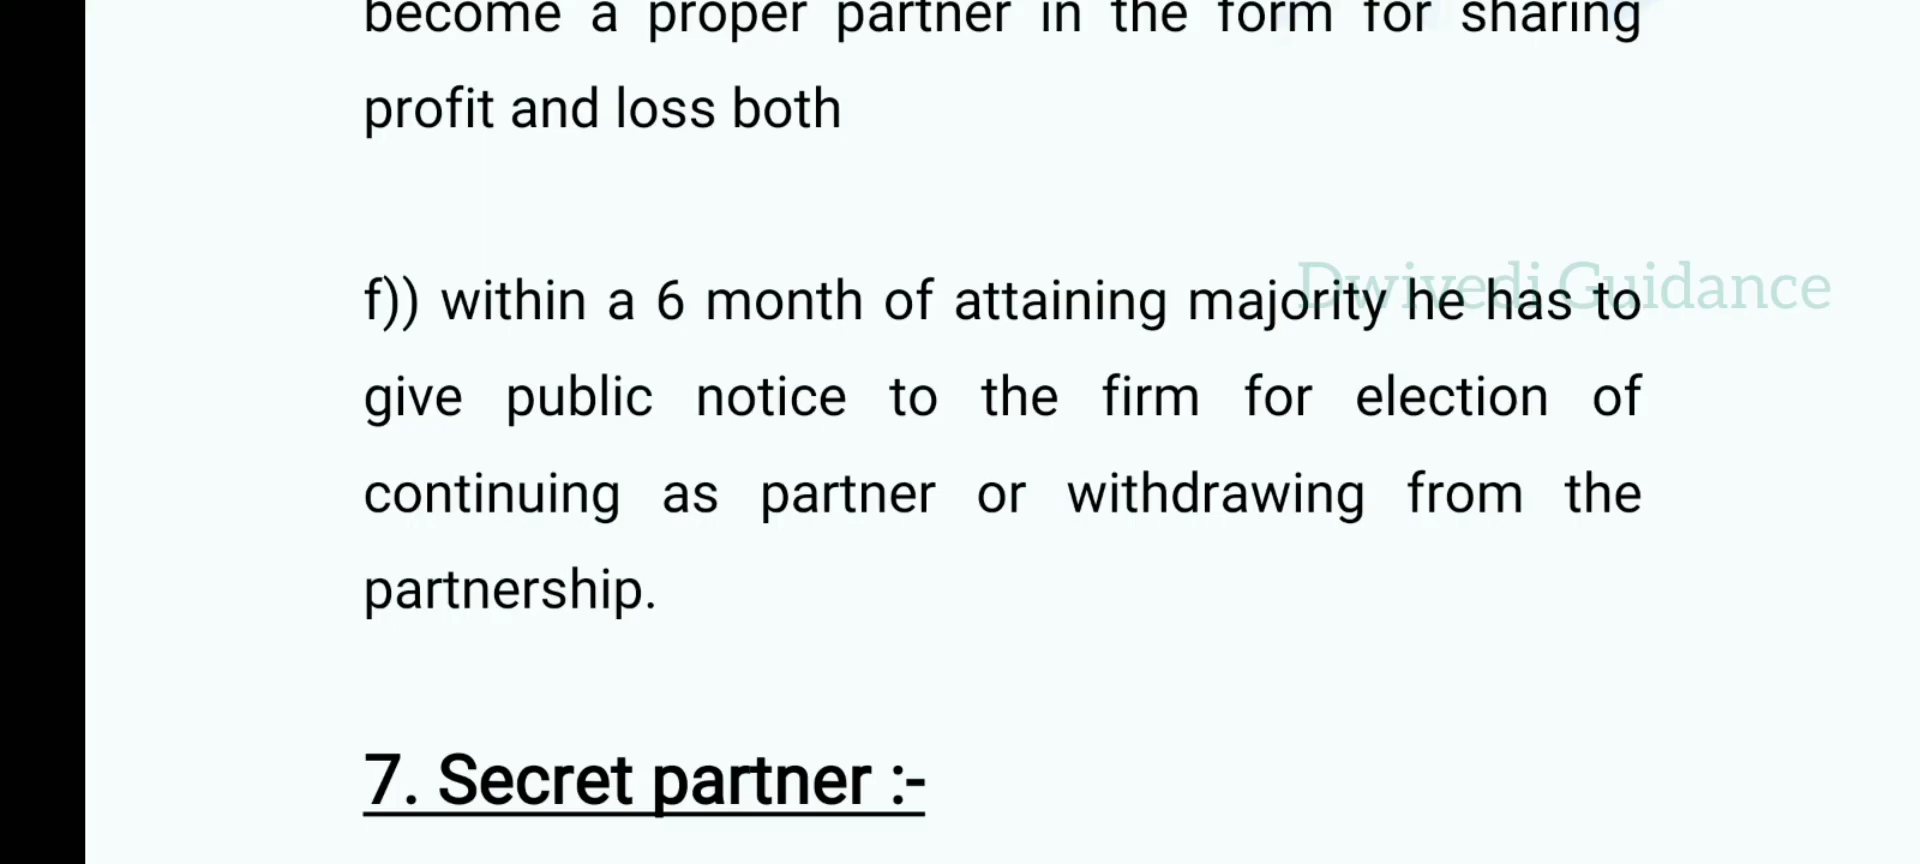 become a proper partner in the form for sharing
profit and loss both
Dwivedi Guidance
f)) within a 6 month of attaining majority he has to
give public notice to the firm for election of
continuing as partner or withdrawing from the
partnership.
7. Secret partner :-